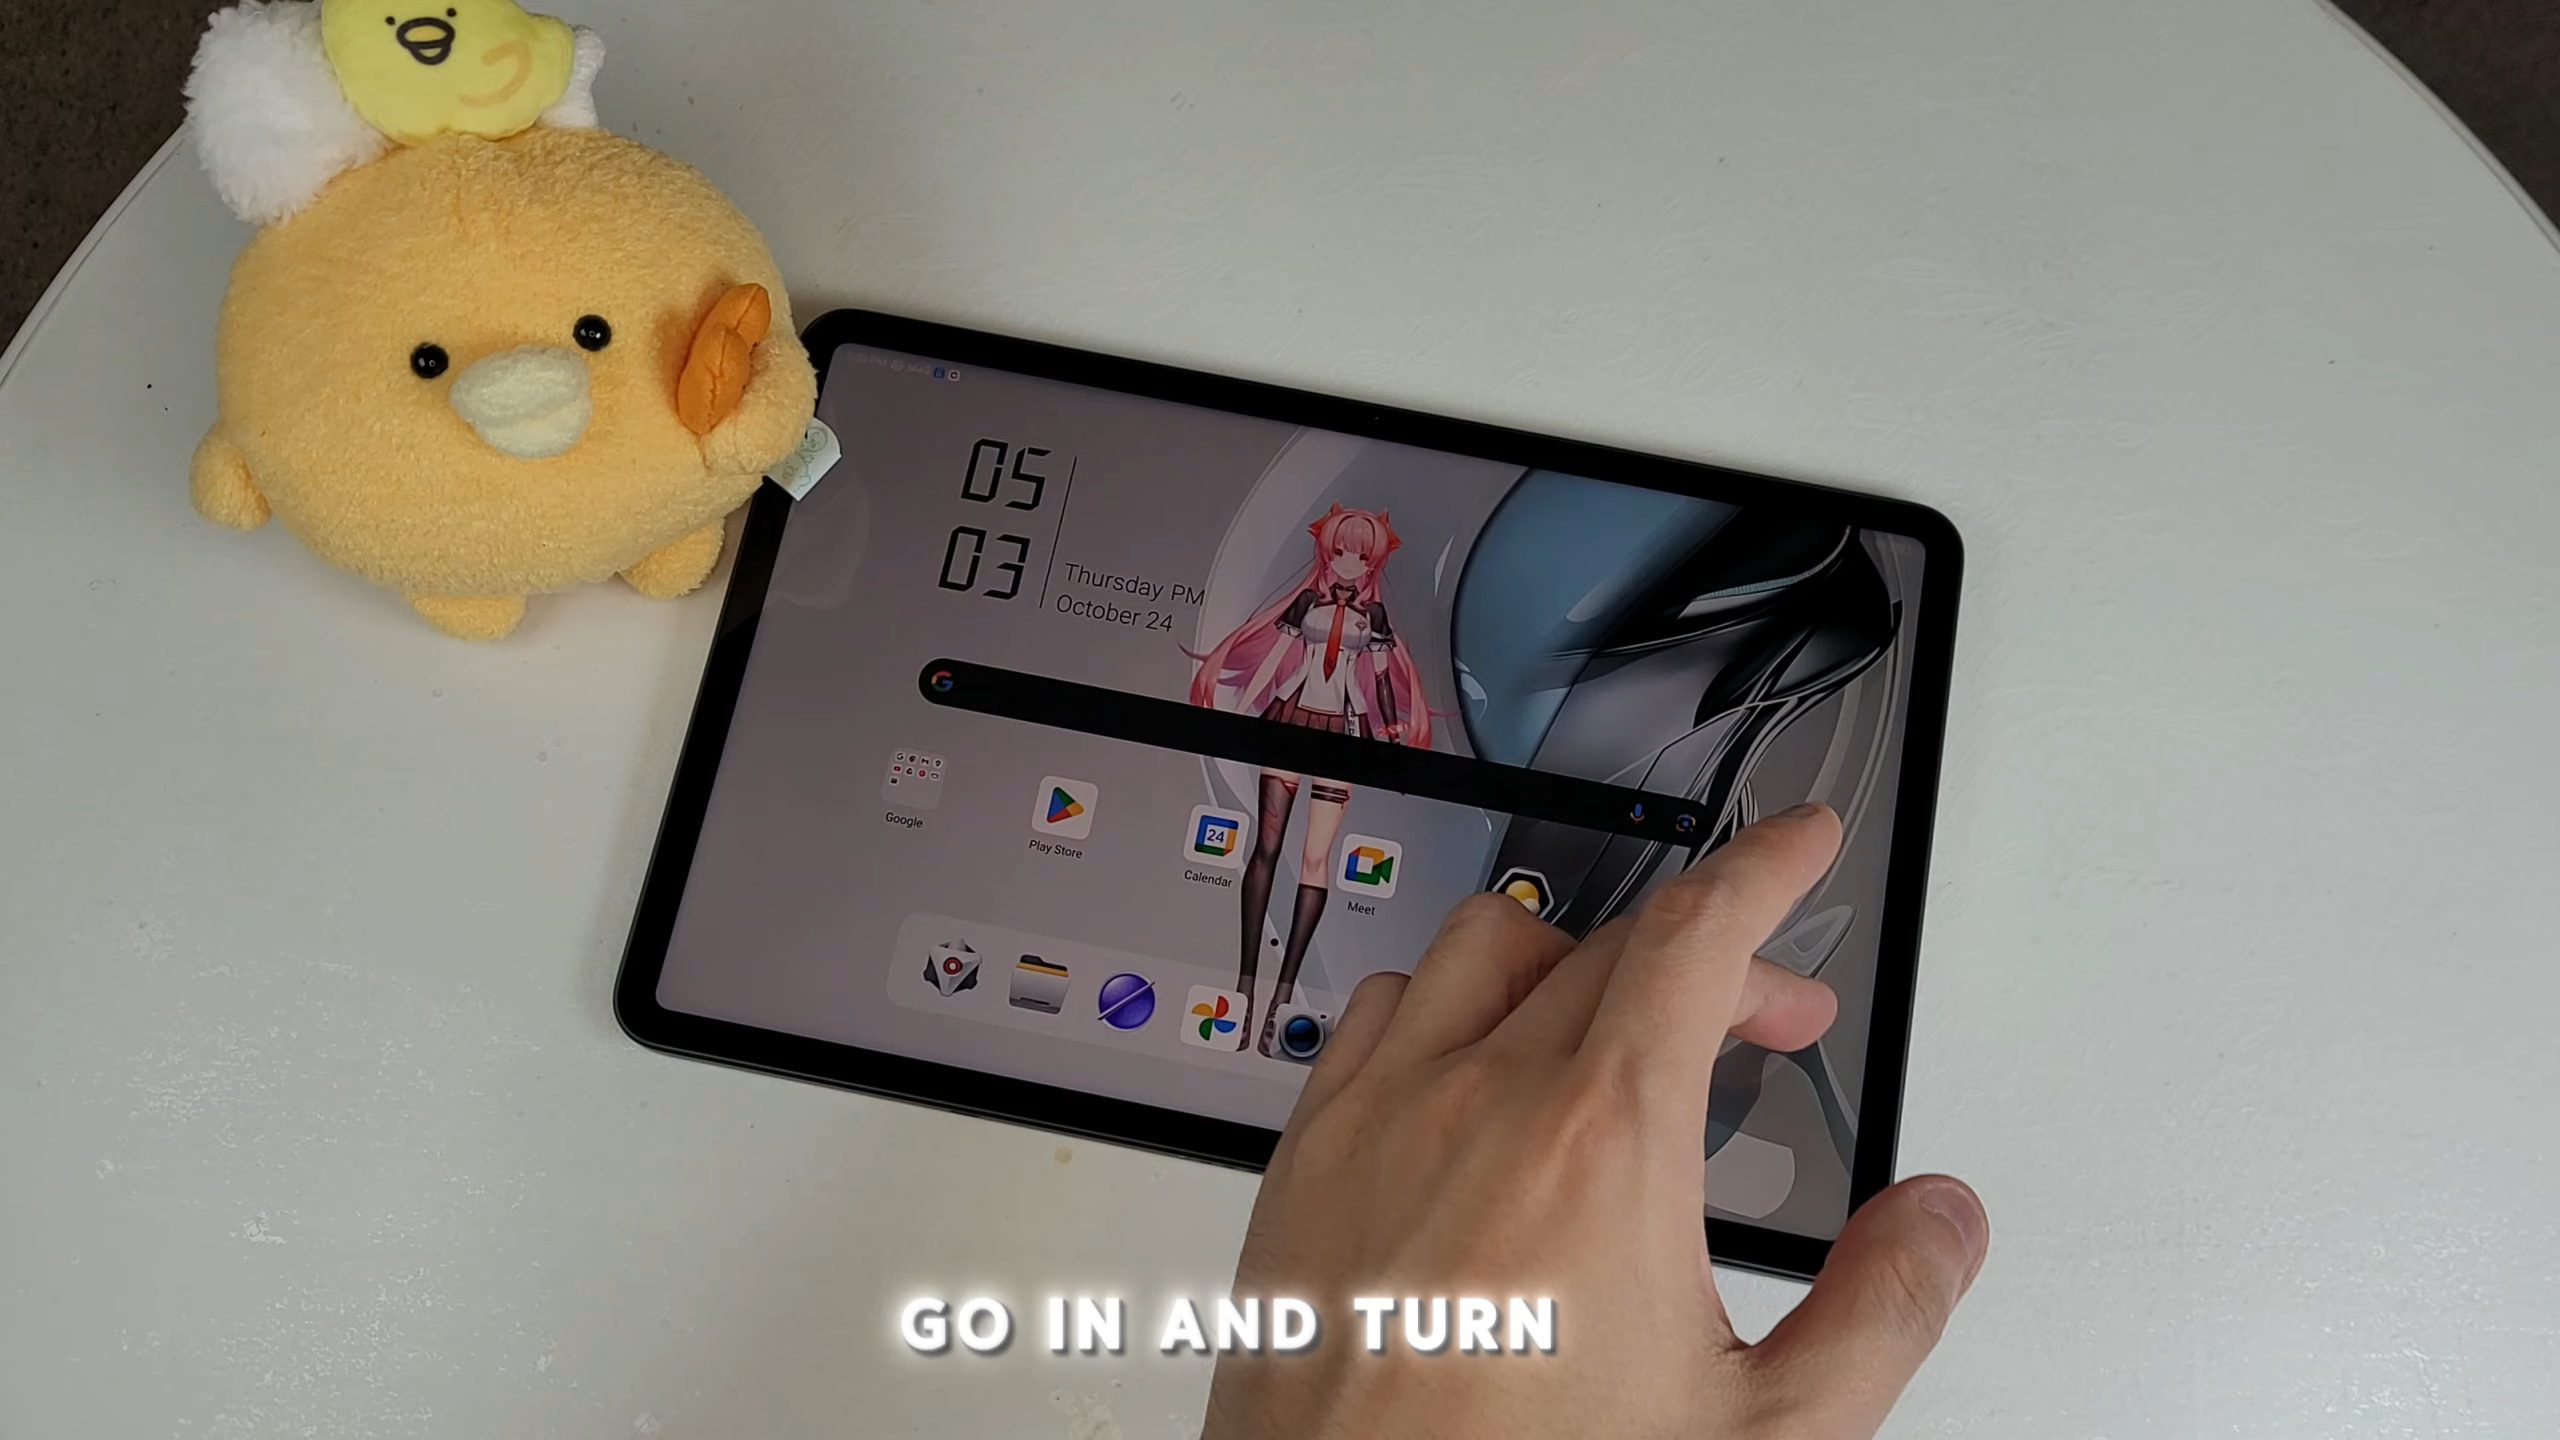 05
03
Thursday PM
October 24
Google
Play Store
24
Calendar
Meet
GO IN AND TURN